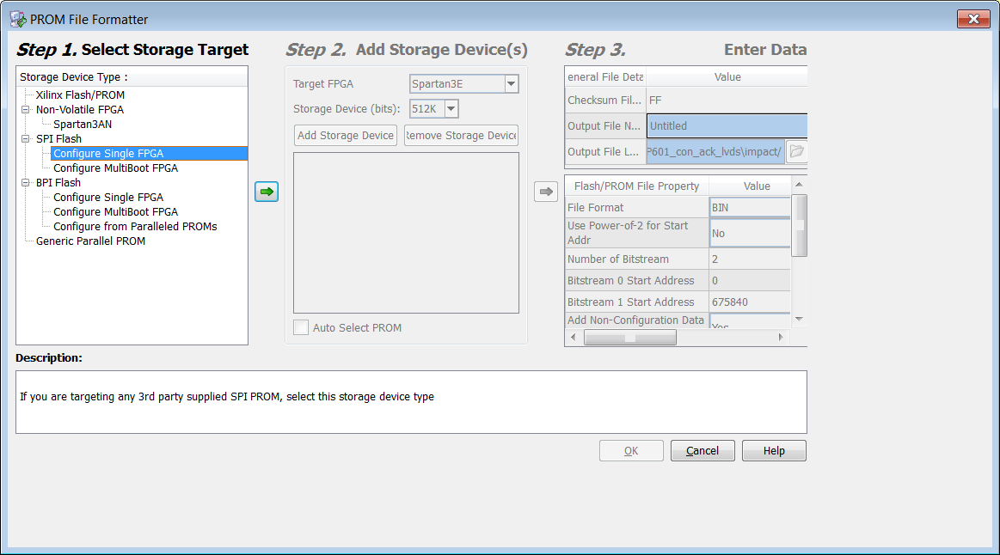 PROM File Formatter
Step 1. Select Storage Target
Storage Device Type :
Xilinx Flash/PROM
Non-Volatile FPGA
Spartan3AN
SPI Flash
Configure Single FPGA
Configure MultiBoot FPGA
BPI Flash
Configure Single FPGA
Configure MultiBoot FPGA
Configure from Paralleled PROMs
Generic Parallel PROM
Step 2. Add Storage Device(s)
Target FPGA Spartan3E
Storage Device (bits): 512K
Add Storage Device emove Storage Device
Auto Select PROM
Step 3. Enter Data
eneral File Deta Value
Checksum Fil... FF
Output File N... Untitled
Output File L... P601_con_ack_lvds\impact/
Flash/PROM File Property Value
File Format BIN
Use Power-of-2 for Start
Addr
No
Number of Bitstream 2
Bitstream 0 Start Address 0
Bitstream 1 Start Address 675840
Add Non-Configuration Data Yes
Description:
If you are targeting any 3rd party supplied SPI PROM, select this storage device type
OK Cancel Help